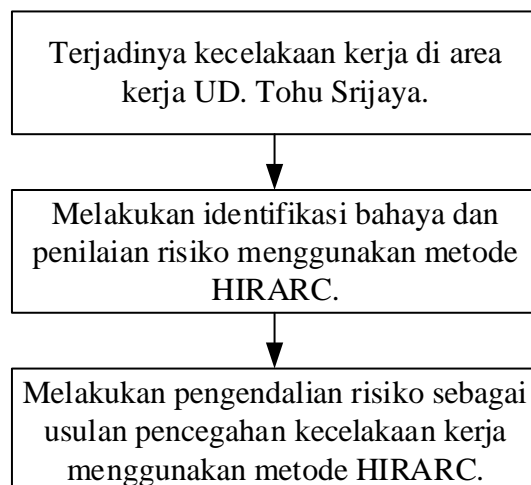 Terjadinya kecelakaan kerja di area
kerja UD. Tohu Srijaya.
Melakukan identifikasi bahaya dan
penilaian risiko menggunakan metode
HIRARC.
Melakukan pengendalian risiko sebagai
usulan pencegahan kecelakaan kerja
menggunakan metode HIRARC.